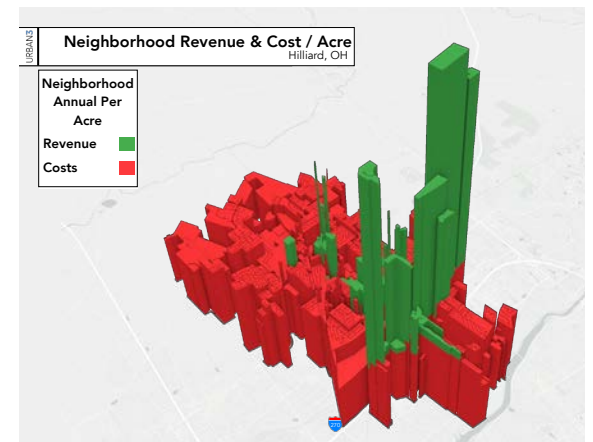 URBAN3
Neighborhood Revenue & Cost / Acre
Hilliard, OH
Neighborhood
Annual Per
Acre
Revenue
Costs
270